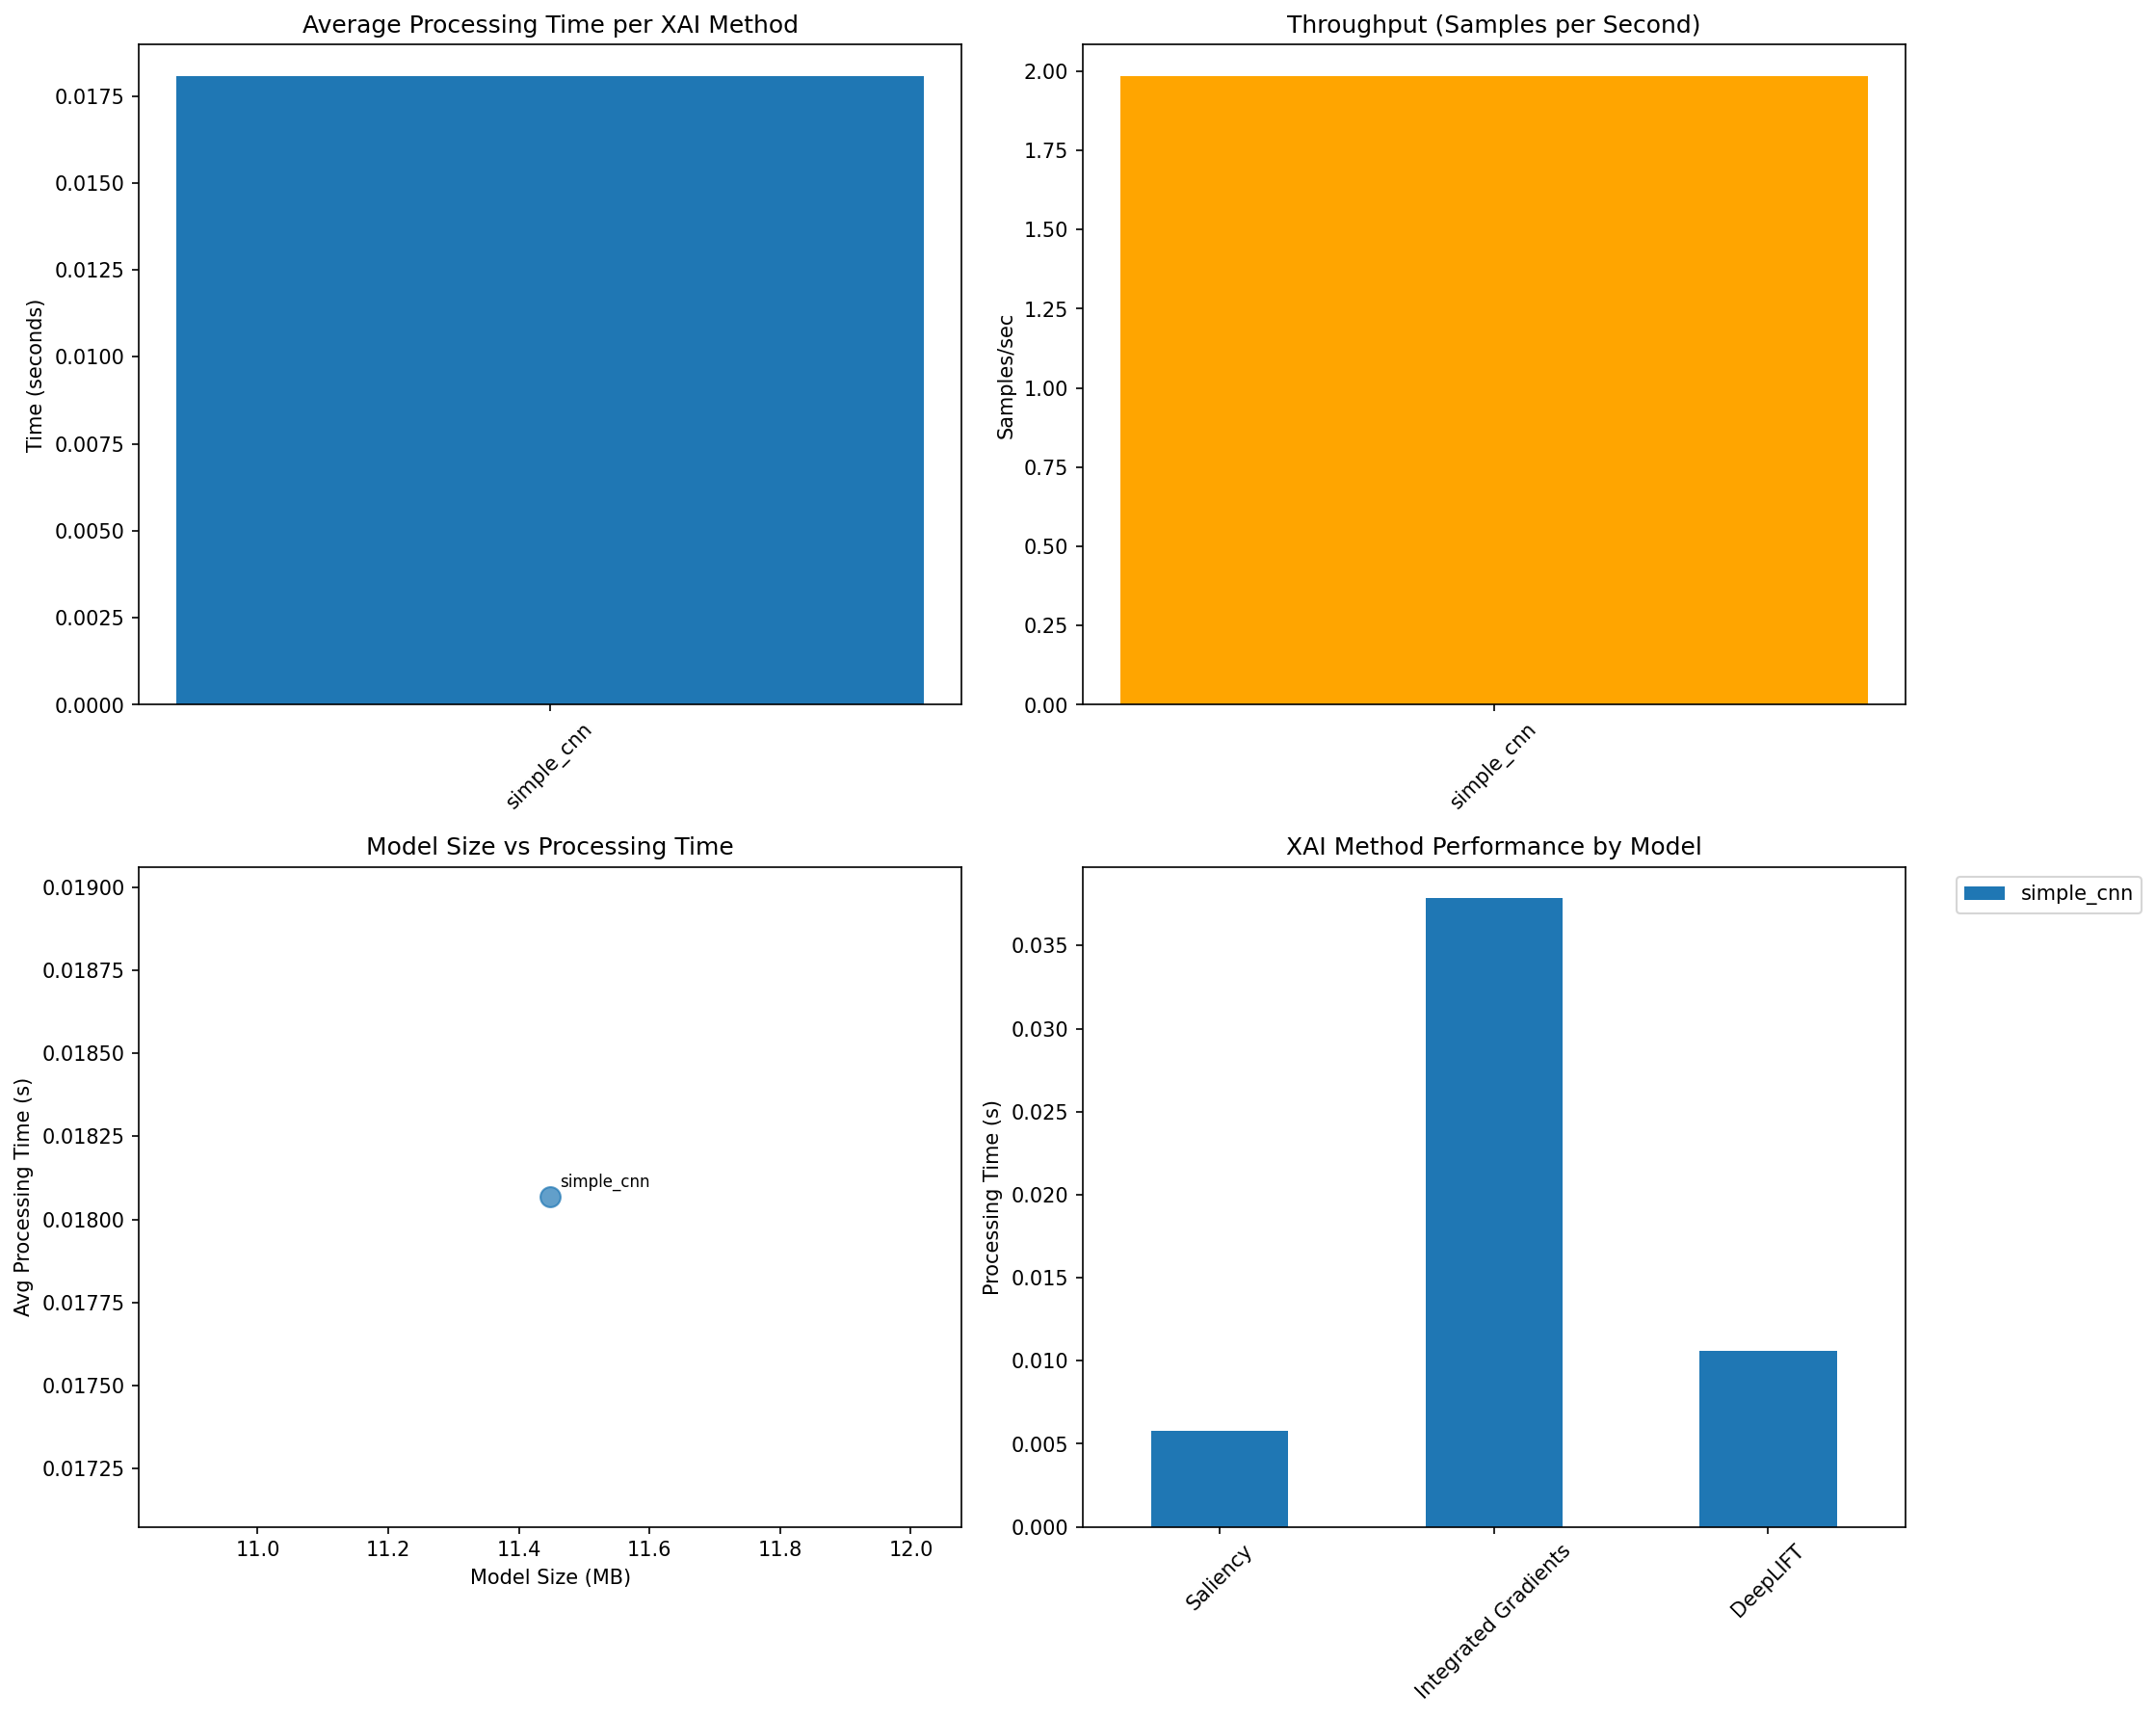 Average Processing Time per XAI Method
Time (seconds)
0.0175
0.0150
0.0125
0.0100
0.0075
0.0050
0.0025
0.0000
simple_cnn
Throughput (Samples per Second)
Samples/sec
2.00
1.75
1.50
1.25
1.00
0.75
0.50
0.25
0.00
simple_cnn
Model Size vs Processing Time
Avg Processing Time (s)
0.01900
0.01875
0.01850
0.01825
0.01800
0.01775
0.01750
0.01725
simple_cnn
11.0 11.2 11.4 11.6 11.8 12.0
Model Size (MB)
XAI Method Performance by Model
Processing Time (s)
0.035
0.030
0.025
0.020
0.015
0.010
0.005
0.000
Saliency
Integrated Gradients
DeepLIFT
simple_cnn